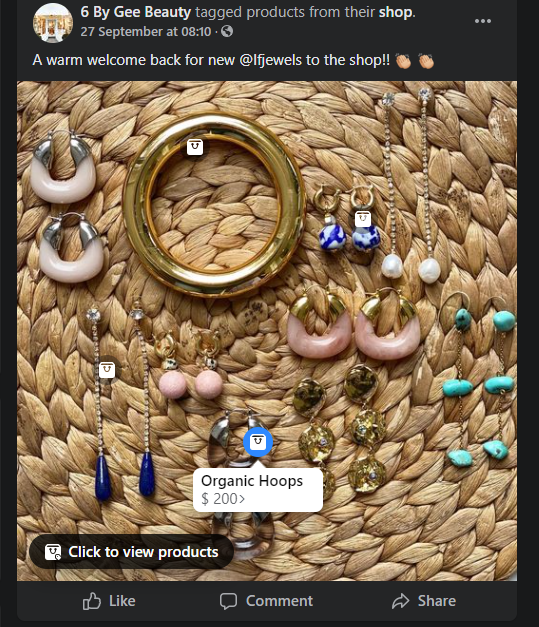 6 By Gee Beauty tagged products from their shop.
27 September at 08:10 ·
A warm welcome back for new @lfjewels to the shop!! 👏🏼 👏🏼
Organic Hoops
$ 200>
Click to view products
Like
Comment
Share